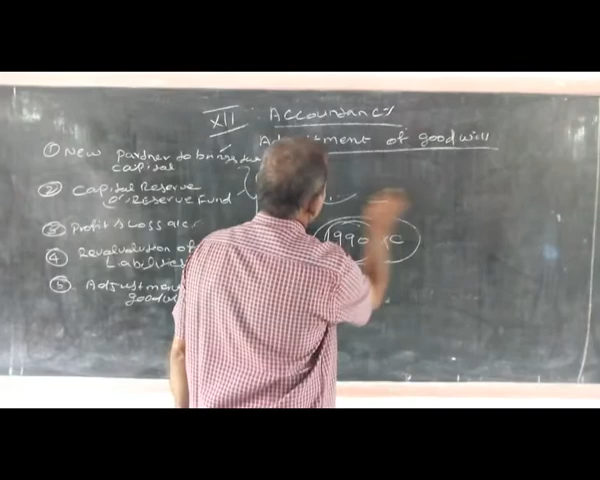 XII Accountancy
of goodwill
① New Partner to bring
capital
② Capital Reserve
or Reserve Fund
③ Profit & Loss a/c
④ Revaluation of
Liabilities
⑤
1990